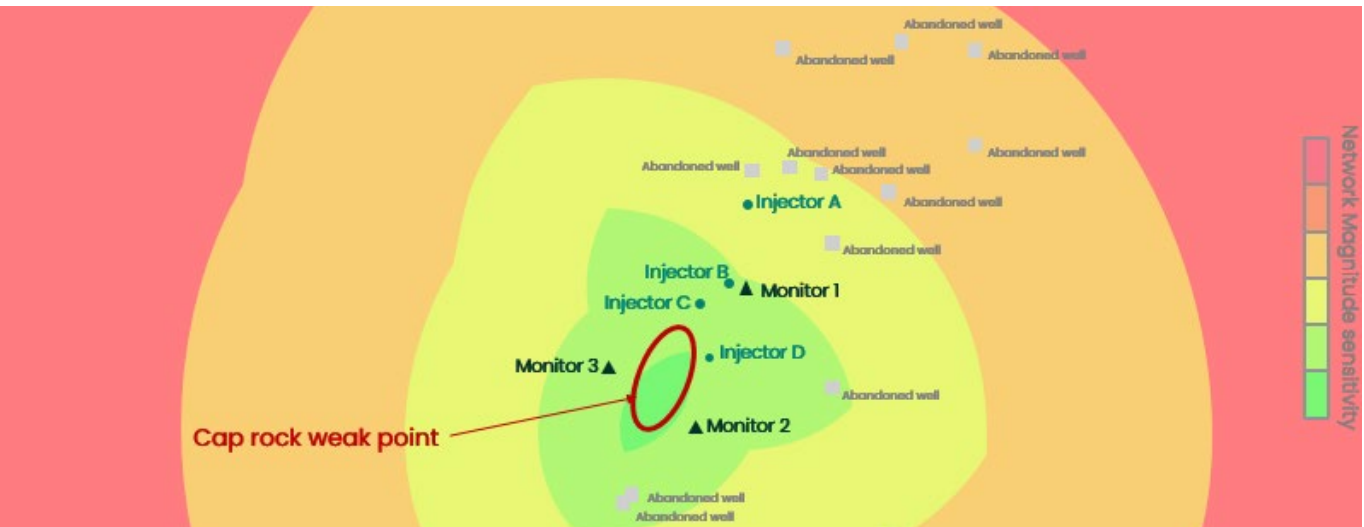 Abandoned well
Abandoned well
Abandoned well
Abandoned well
Abandoned well
Abandoned well
Abandoned well
Abandoned well
Injector A
Abandoned well
Injector B
Monitor 1
Injector C
Injector D
Monitor 3
Abandoned well
Monitor 2
Cap rock weak point
Abandoned well
Abandoned well
Network Magnitude sensitivity